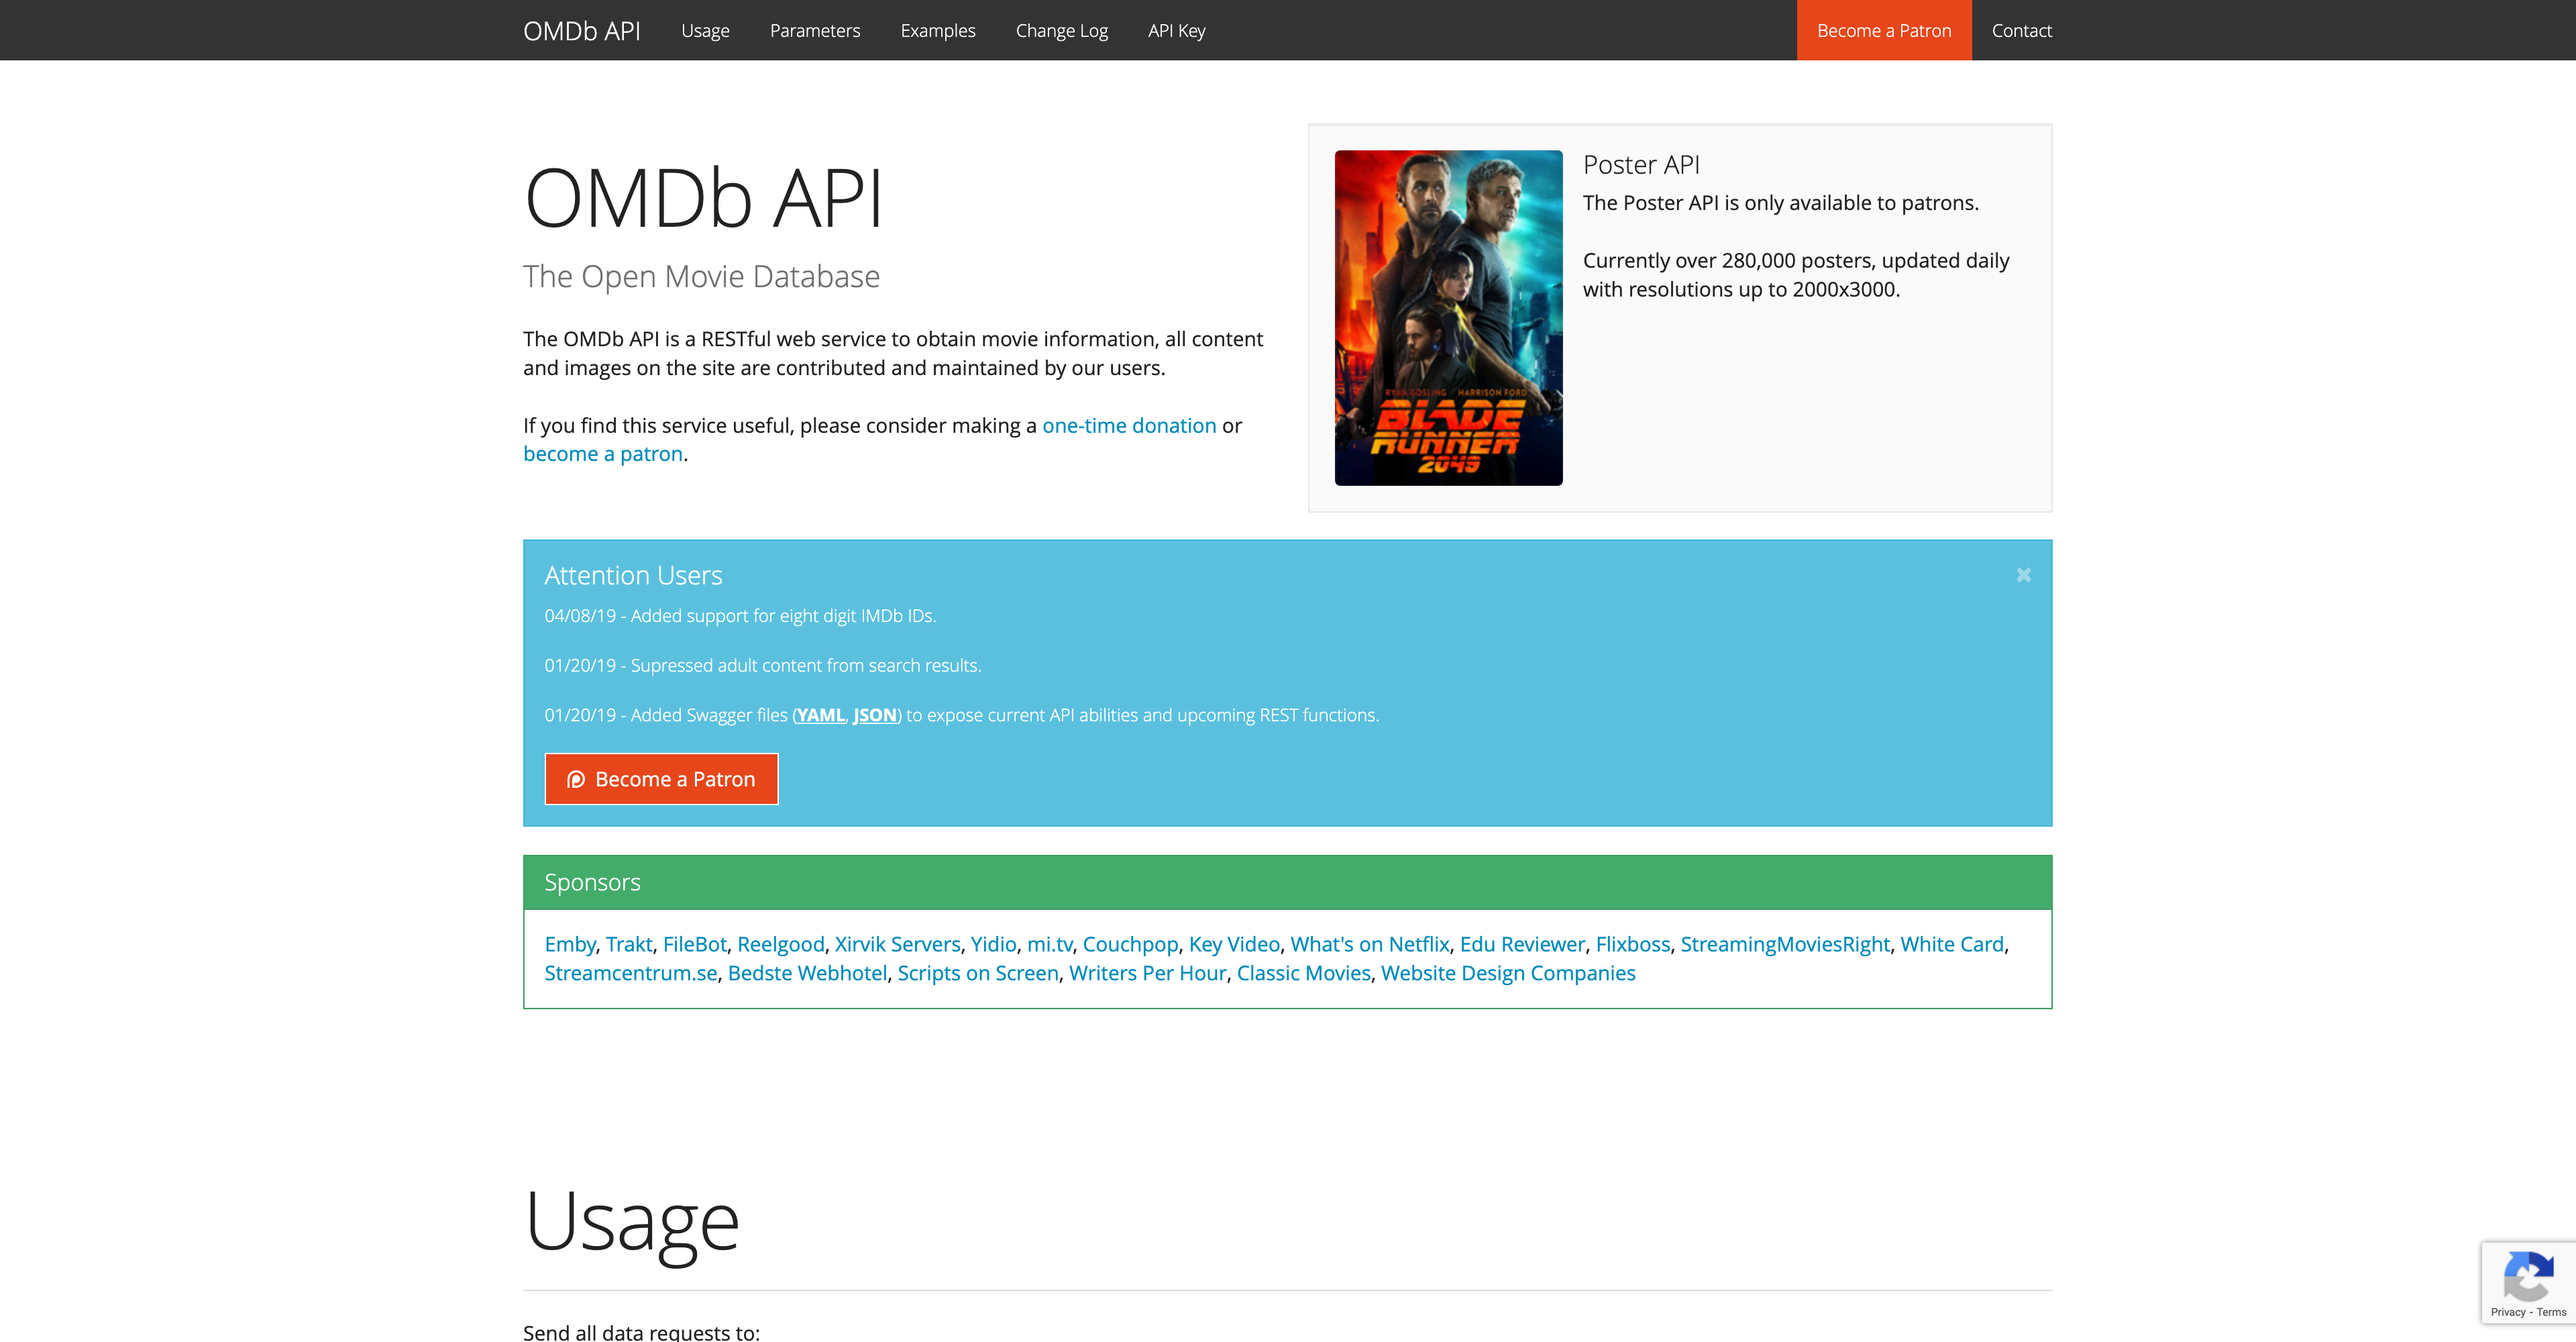 OMDb API Usage Parameters Examples Change Log API Key Become a Patron Contact
OMDb API
The Open Movie Database
The OMDb API is a RESTful web service to obtain movie information, all content
and images on the site are contributed and maintained by our users.
If you find this service useful, please consider making a one-time donation or
become a patron.
RYAN GOSLING / HARRISON FORD
BLADE
RUNNER
2049
Poster API
The Poster API is only available to patrons.
Currently over 280,000 posters, updated daily
with resolutions up to 2000x3000.
Attention Users
04/08/19 - Added support for eight digit IMDb IDs.
01/20/19 - Supressed adult content from search results.
01/20/19 - Added Swagger files (YAML, JSON) to expose current API abilities and upcoming REST functions.
Become a Patron
Sponsors
Emby, Trakt, FileBot, Reelgood, Xirvik Servers, Yidio, mi.tv, Couchpop, Key Video, What's on Netflix, Edu Reviewer, Flixboss, StreamingMoviesRight, White Card,
Streamcentrum.se, Bedste Webhotel, Scripts on Screen, Writers Per Hour, Classic Movies, Website Design Companies
Usage
Send all data requests to:
Privacy - Terms